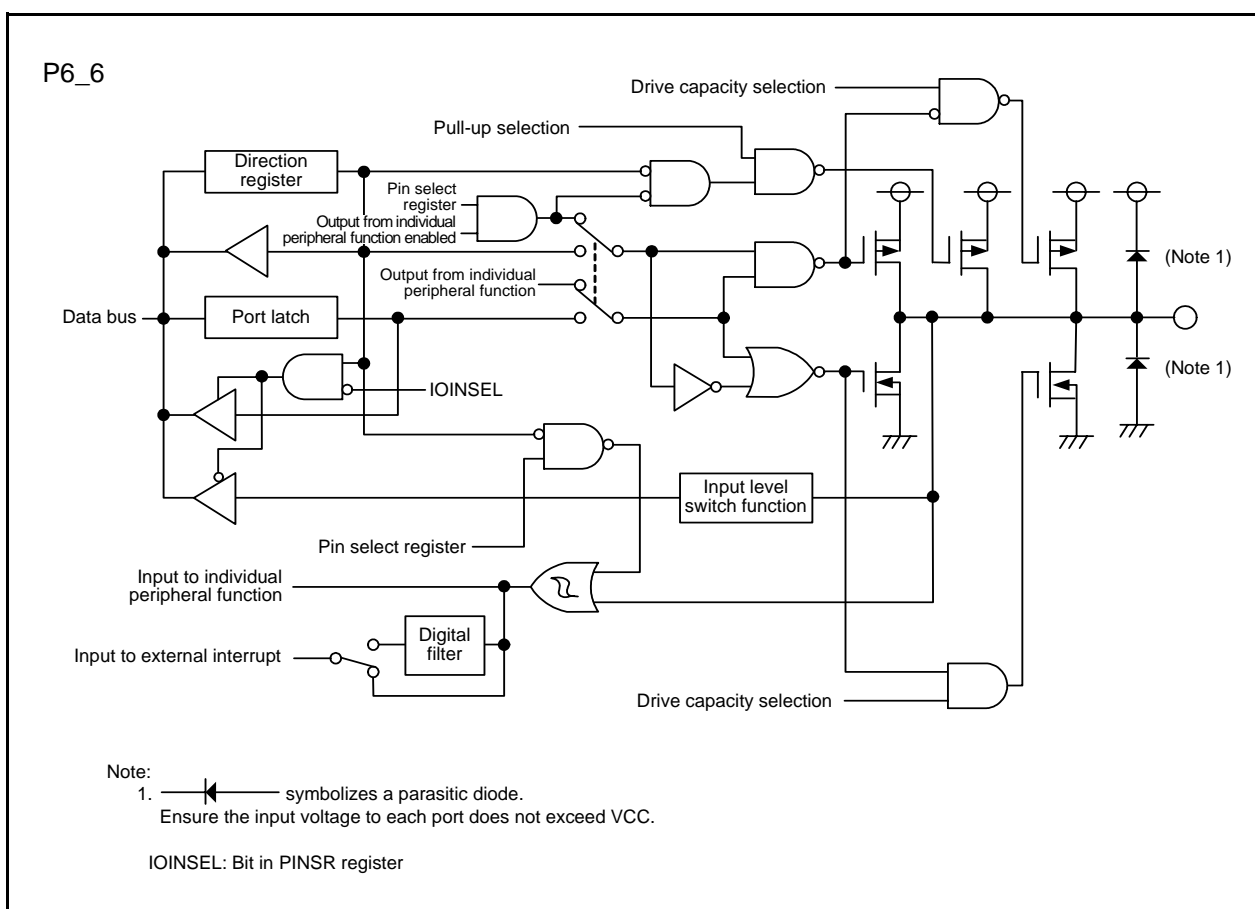 P6_6
Drive capacity selection
Pull-up selection
Direction
register
Pin select
register
Output from individual
peripheral function enabled
(Note 1)
Output from individual
peripheral function
Data bus
Port latch
(Note 1)
IOINSEL
Input level
switch function
Pin select register
Input to individual
peripheral function
Digital
filter
Input to external interrupt
Drive capacity selection
Note:
1. symbolizes a parasitic diode.
Ensure the input voltage to each port does not exceed VCC.
IOINSEL: Bit in PINSR register